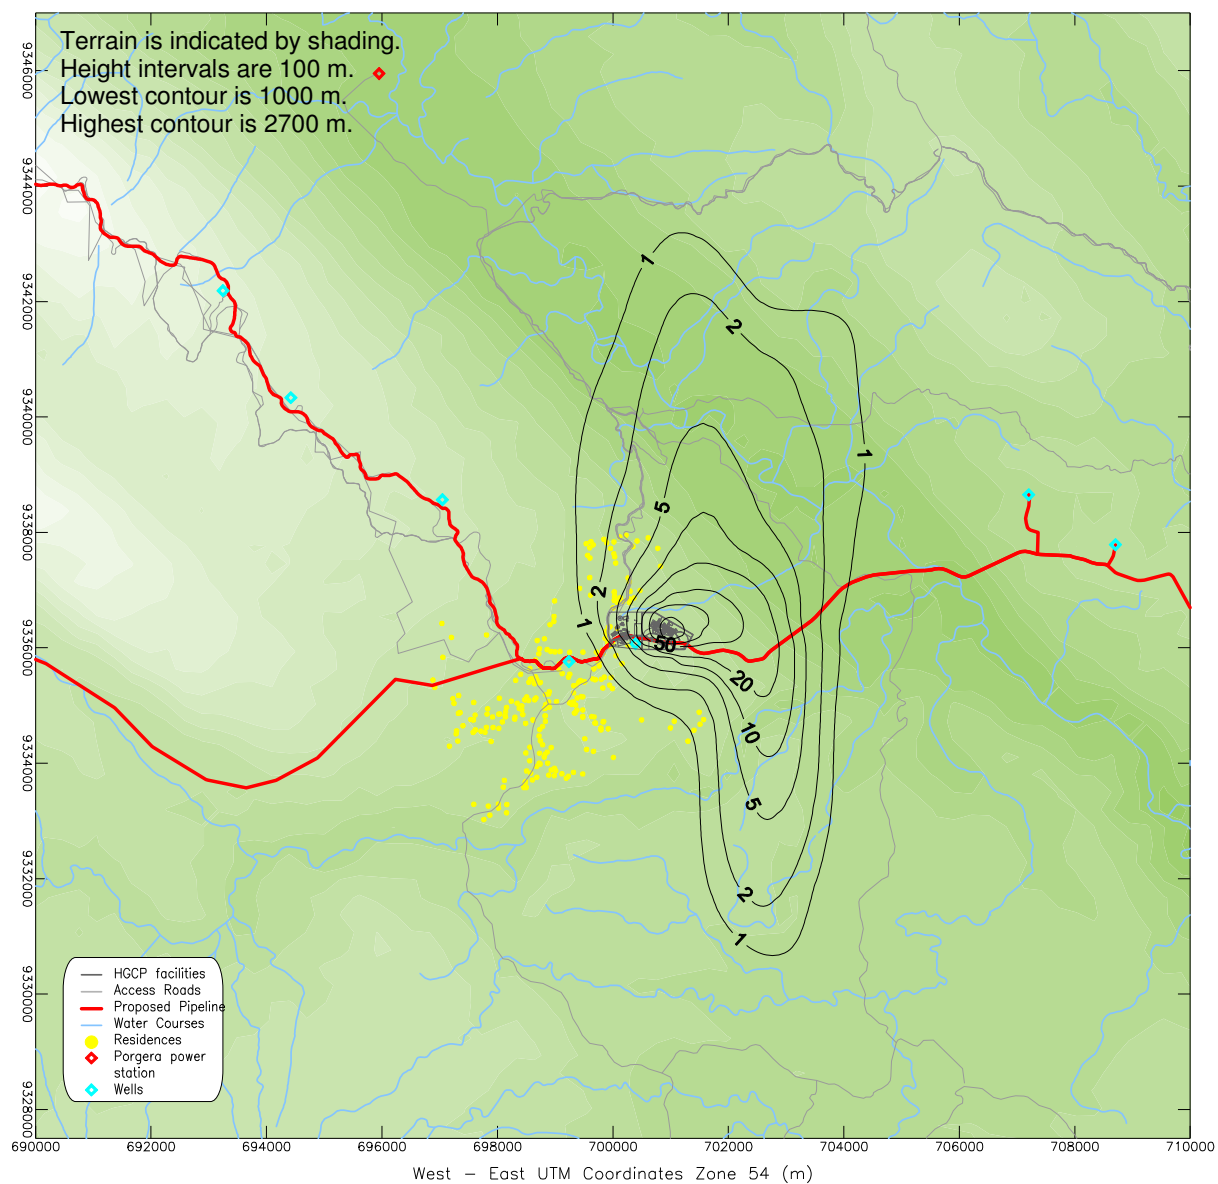 Terrain is indicated by shading.
Height intervals are 100 m.
Lowest contour is 1000 m.
Highest contour is 2700 m.
9346000
9344000
9342000
9340000
9338000
9336000
9334000
9332000
9330000
9328000
1
2
1
5
2
1
50
20
10
5
2
1
HGCP facilities
Access Roads
Proposed Pipeline
Water Courses
Residences
Porgera power
station
Wells
690000 692000 694000 696000 698000 700000 702000 704000 706000 708000 710000
West – East UTM Coordinates Zone 54 (m)